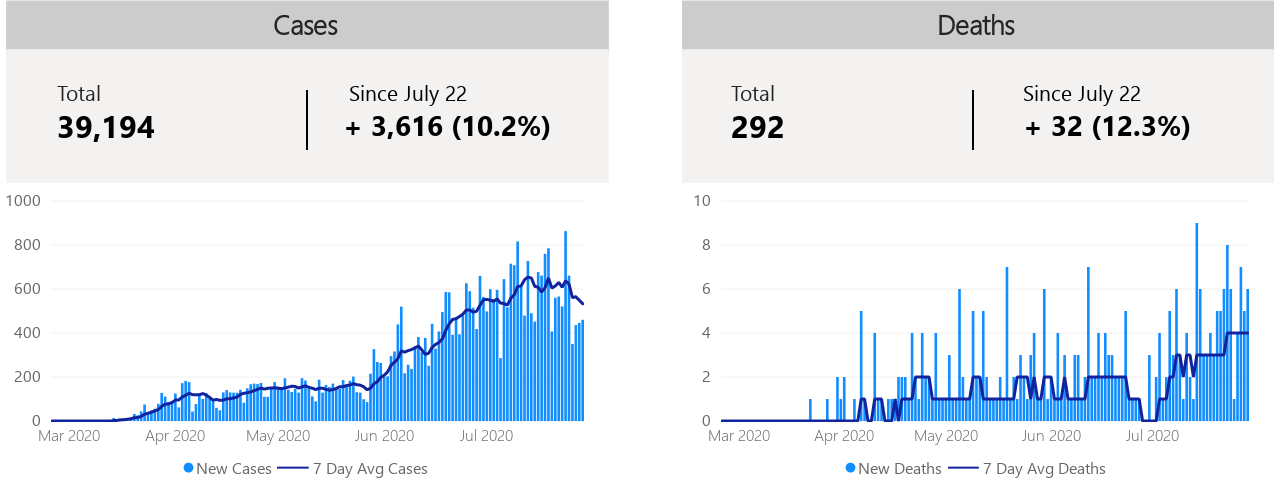 Cases
Total
Since July 22
39,194
+ 3,616 (10.2%)
1000
800
600
400
200
0
Mar 2020 Apr 2020 May 2020 Jun 2020 Jul 2020
New Cases 7 Day Avg Cases
Deaths
Total
Since July 22
292
+ 32 (12.3%)
10
8
6
4
2
0
Mar 2020 Apr 2020 May 2020 Jun 2020 Jul 2020
New Deaths 7 Day Avg Deaths